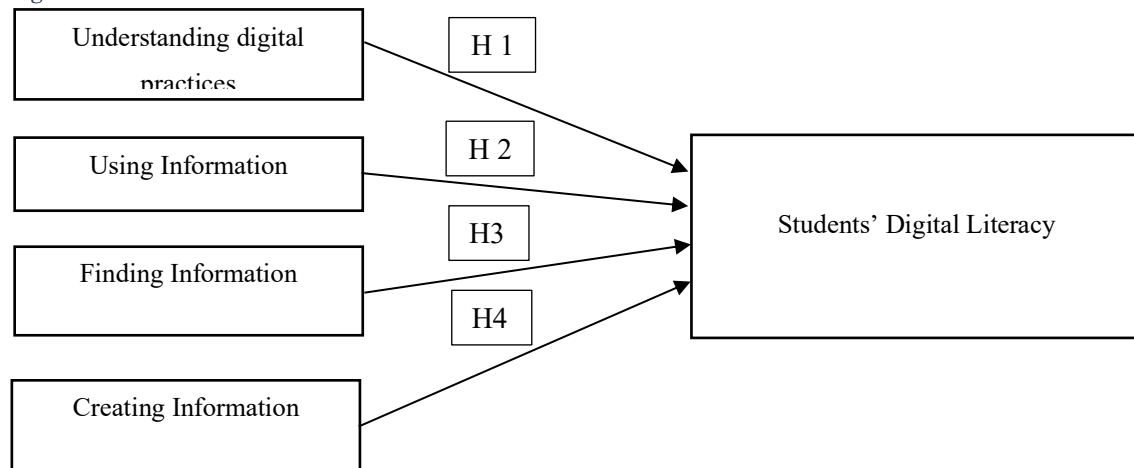 Understanding digital
practices
H 1
Using Information
H 2
Finding Information
H3
Creating Information
H4
Students’ Digital Literacy